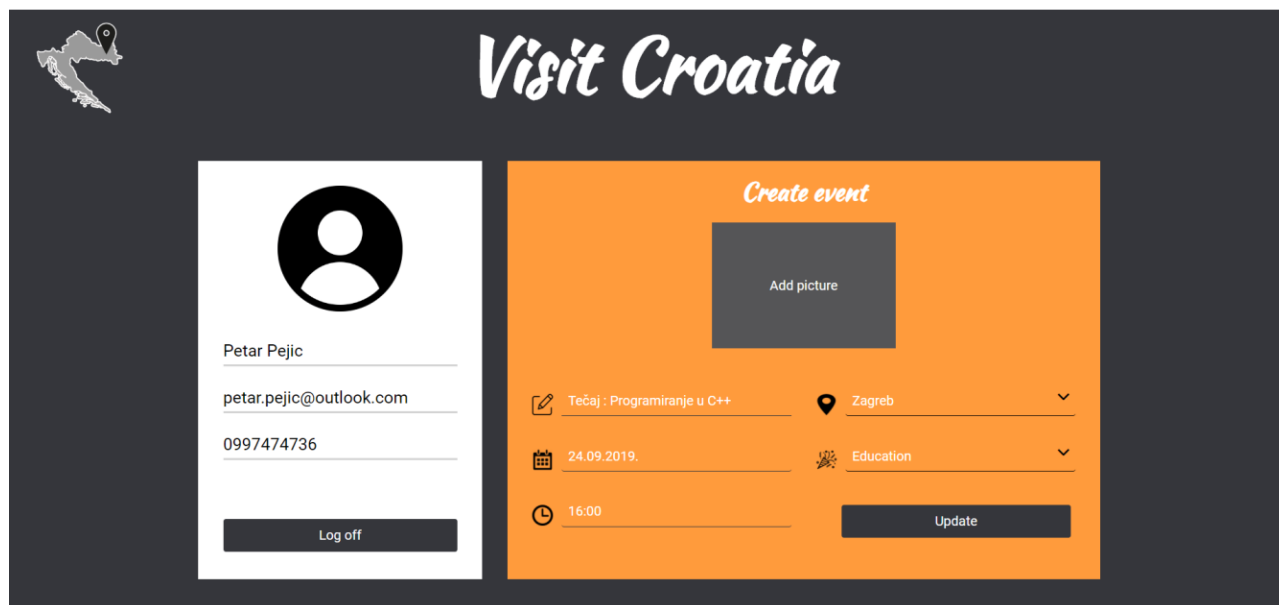 Visit Croatia
Petar Pejic
petar.pejic@outlook.com
0997474736
Log off
Create event
Add picture
Tečaj : Programiranje u C++
Zagreb
24.09.2019.
Education
16:00
Update